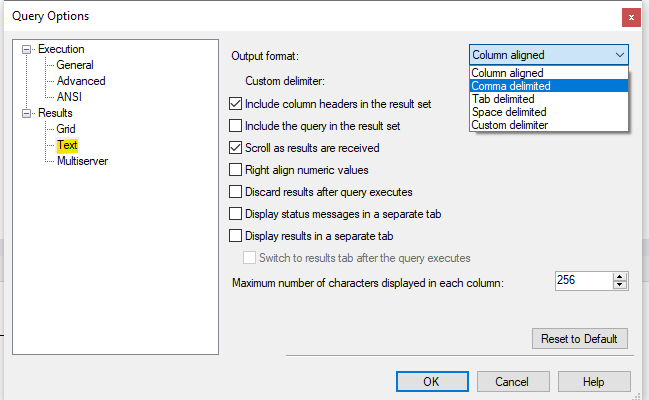 Query Options
x
Execution
General
Advanced
ANSI
Results
Grid
Text
Multiserver
Output format:
Column aligned
Column aligned
Comma delimited
Tab delimited
Space delimited
Custom delimiter
Custom delimiter:
Include column headers in the result set
Include the query in the result set
Scroll as results are received
Right align numeric values
Discard results after query executes
Display status messages in a separate tab
Display results in a separate tab
Switch to results tab after the query executes
Maximum number of characters displayed in each column:
256
Reset to Default
OK
Cancel
Help